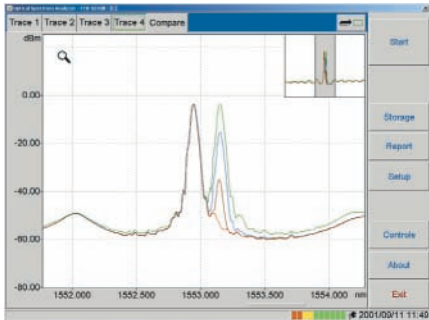 Trace 1 Trace 2 Trace 3 Trace 4 Compare
dBm
Start
0.00
Storage
-20.00
Report
Setup
-40.00
-60.00
Controls
About
-80.00
1552.000 1552.500 1553.000 1553.500 1554.000 nm
Exit
2001/09/11 11:49